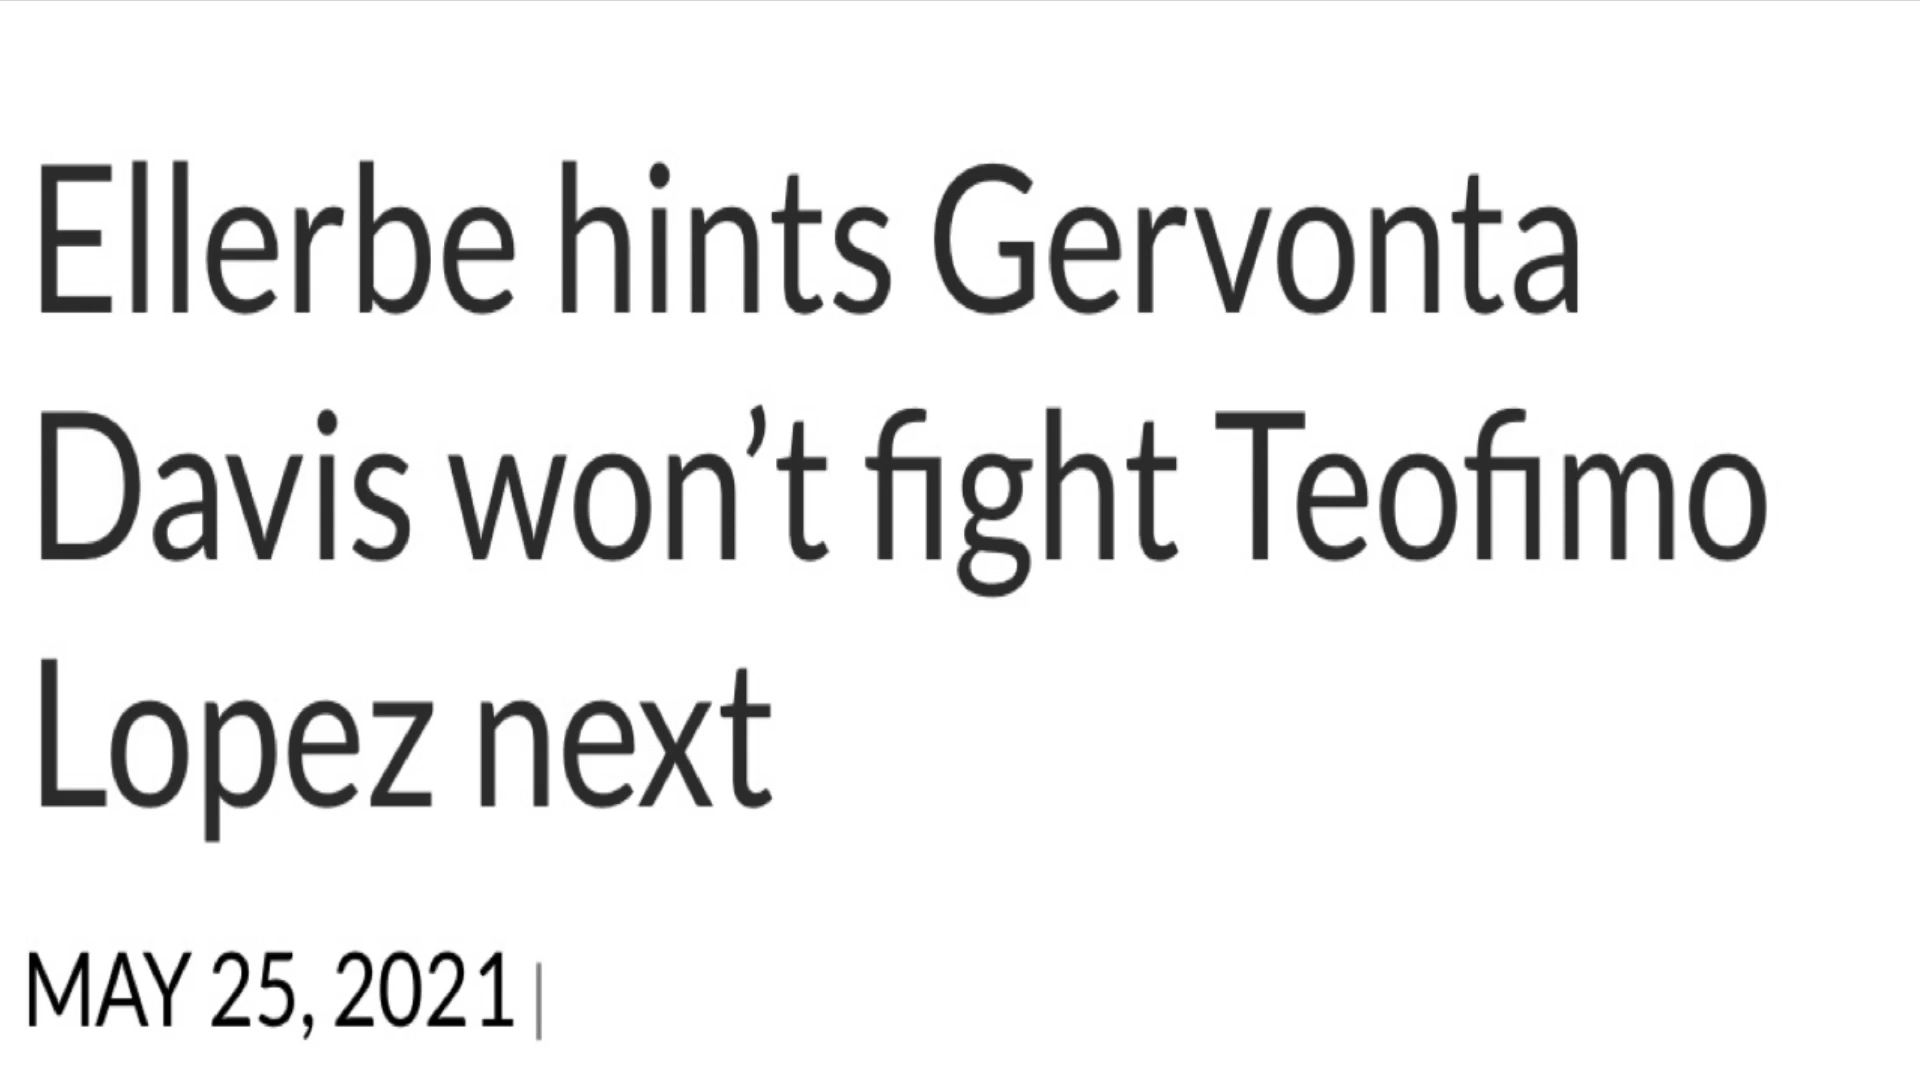 Ellerbe hints Gervonta
Davis won’t fight Teofimo
Lopez next
MAY 25, 2021 |